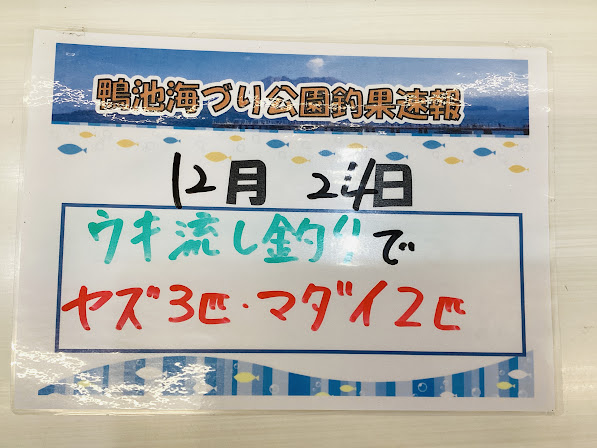 鴨池海づり公園釣果速報
12月 24日
ウキ流し釣りで
ヤズ3匹・マダイ2匹